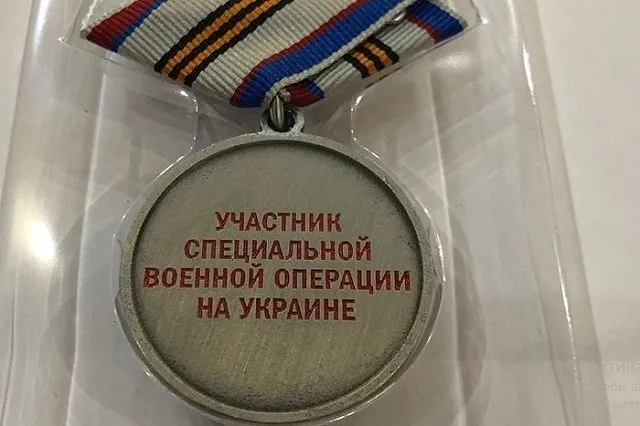 УЧАСТНИК
СПЕЦИАЛЬНОЙ
ВОЕННОЙ ОПЕРАЦИИ
НА УКРАИНЕ